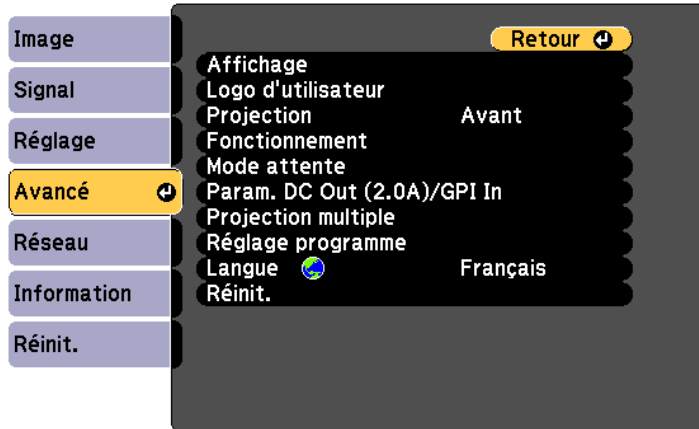 Image
Signal
Réglage
Avancé
Réseau
Information
Réinit.
Retour
Affichage
Logo d'utilisateur
Projection Avant
Fonctionnement
Mode attente
Param. DC Out (2.0A)/GPI In
Projection multiple
Réglage programme
Langue Français
Réinit.